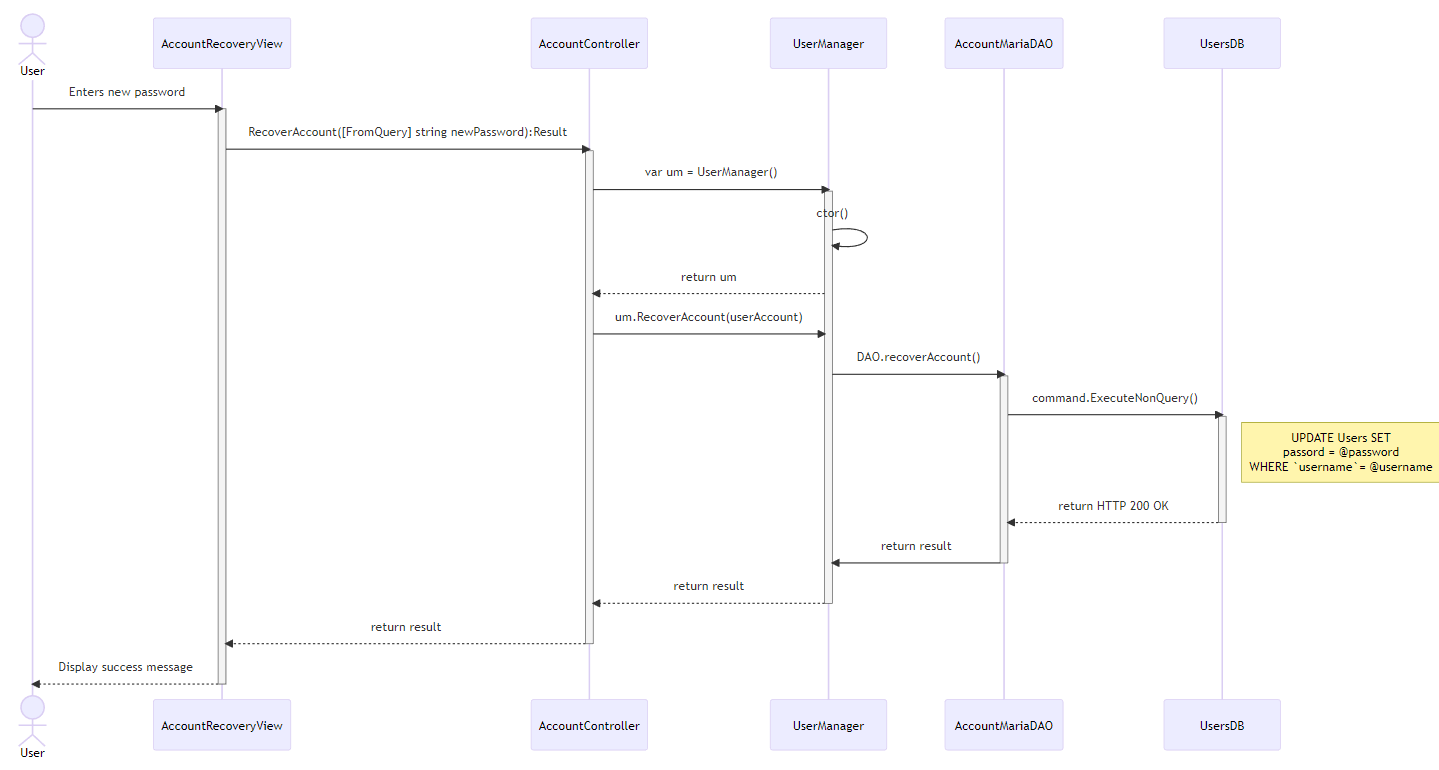 AccountRecoveryView
AccountController
UserManager
AccountMariaDAO
UsersDB
User
Enters new password
RecoverAccount([FromQuery] string newPassword):Result
var um = UserManager()
ctor()
return um
um.RecoverAccount(userAccount)
DAO.recoverAccount()
command.ExecuteNonQuery()
UPDATE Users SET
passord = @password
WHERE `username`= @username
return HTTP 200 OK
return result
return result
return result
Display success message
AccountRecoveryView
AccountController
UserManager
AccountMariaDAO
UsersDB
User